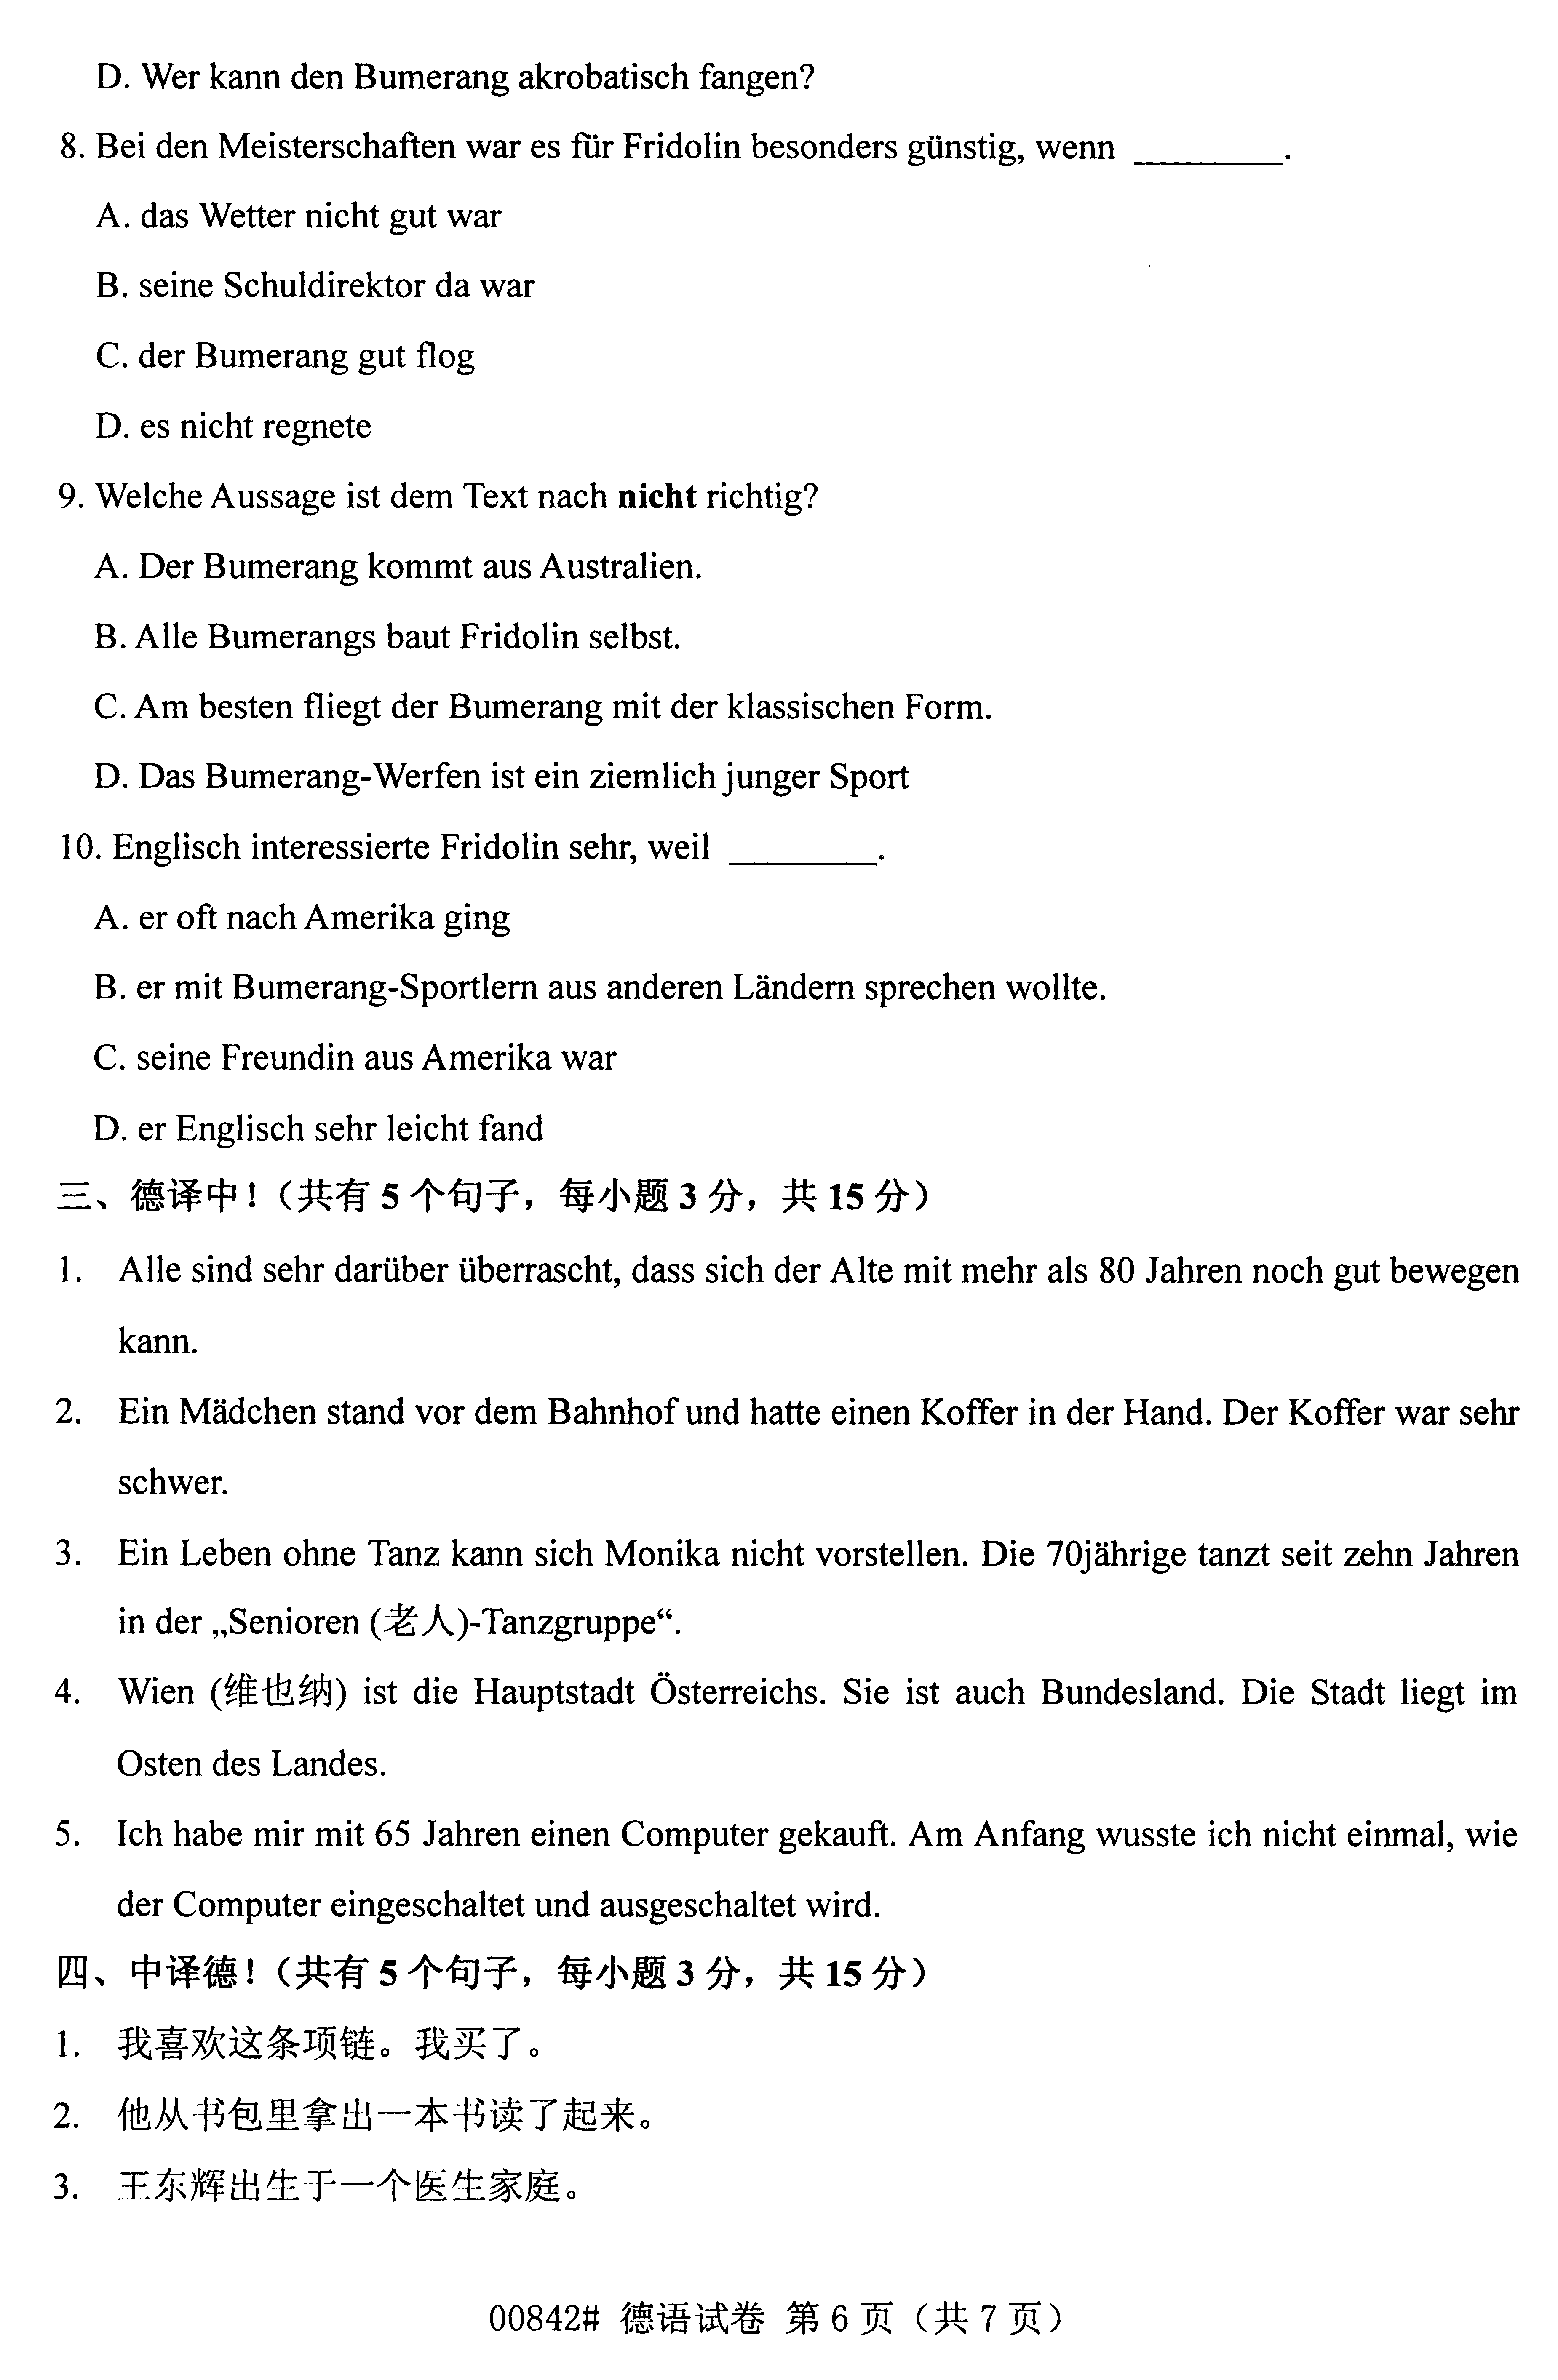 D. Wer kann den Bumerang akrobatisch fangen?
8. Bei den Meisterschaften war es für Fridolin besonders günstig, wenn ________.
A. das Wetter nicht gut war
B. seine Schuldirektor da war
C. der Bumerang gut flog
D. es nicht regnete
9. Welche Aussage ist dem Text nach nicht richtig?
A. Der Bumerang kommt aus Australien.
B. Alle Bumerangs baut Fridolin selbst.
C. Am besten fliegt der Bumerang mit der klassischen Form.
D. Das Bumerang-Werfen ist ein ziemlich junger Sport
10. Englisch interessierte Fridolin sehr, weil ________.
A. er oft nach Amerika ging
B. er mit Bumerang-Sportlern aus anderen Ländern sprechen wollte.
C. seine Freundin aus Amerika war
D. er Englisch sehr leicht fand
三、德译中！（共有 5 个句子，每小题 3 分，共 15 分）
1. Alle sind sehr darüber überrascht, dass sich der Alte mit mehr als 80 Jahren noch gut bewegen
kann.
2. Ein Mädchen stand vor dem Bahnhof und hatte einen Koffer in der Hand. Der Koffer war sehr
schwer.
3. Ein Leben ohne Tanz kann sich Monika nicht vorstellen. Die 70jährige tanzt seit zehn Jahren
in der „Senioren (老人)-Tanzgruppe“.
4. Wien (维也纳) ist die Hauptstadt Österreichs. Sie ist auch Bundesland. Die Stadt liegt im
Osten des Landes.
5. Ich habe mir mit 65 Jahren einen Computer gekauft. Am Anfang wusste ich nicht einmal, wie
der Computer eingeschaltet und ausgeschaltet wird.
四、中译德！（共有 5 个句子，每小题 3 分，共 15 分）
1. 我喜欢这条项链。我买了。
2. 他从书包里拿出一本书读了起来。
3. 王东辉出生于一个医生家庭。
00842# 德语试卷 第 6 页（共 7 页）